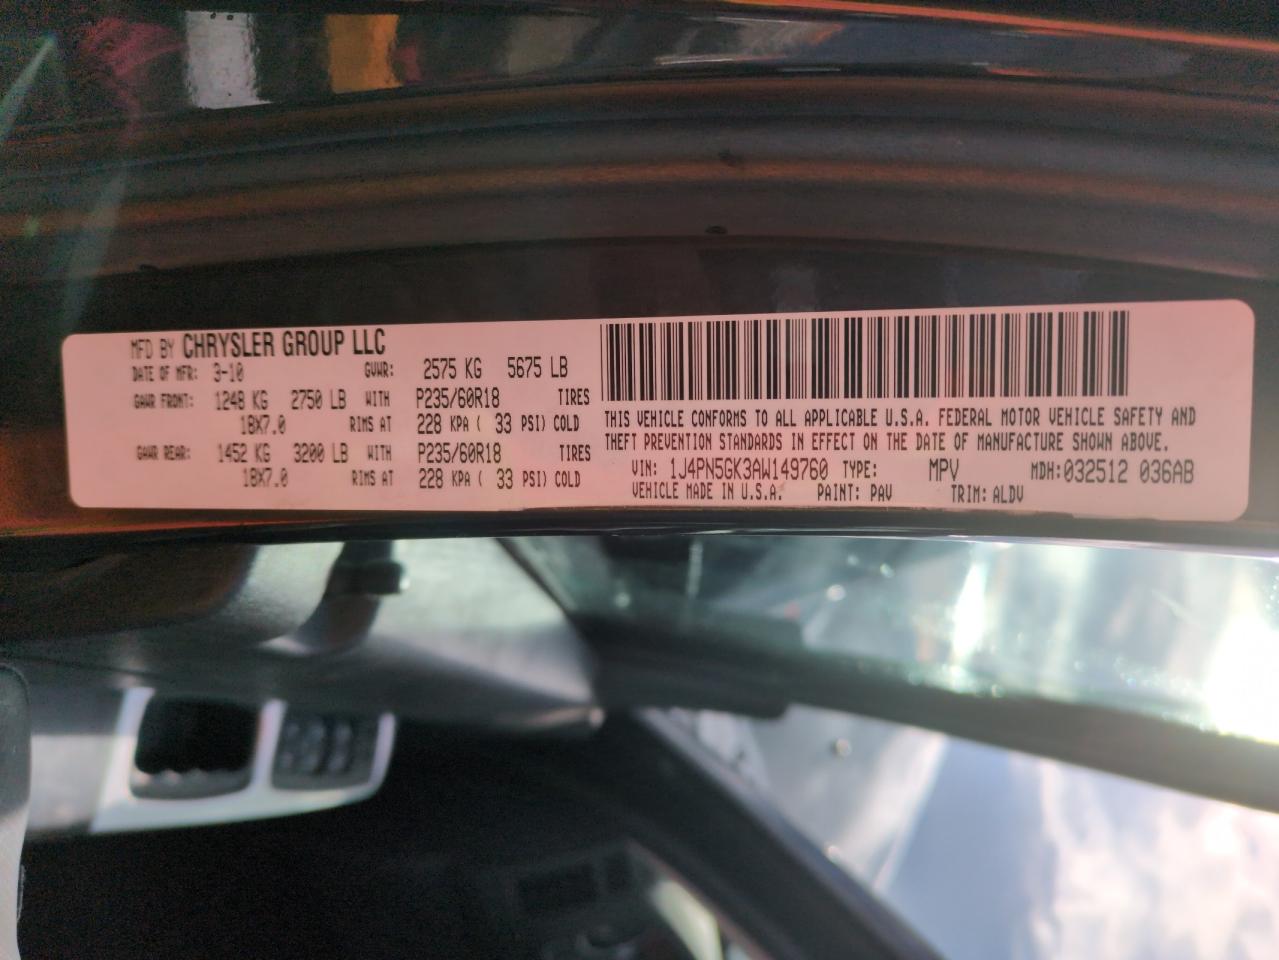 MFD BY CHRYSLER GROUP LLC
DATE OF MFR: 3-10 GVWR: 2575 KG 5675 LB
GAWR FRONT: 1248 KG 2750 LB WITH P235/60R18 TIRES
18X7.0 RIMS AT 228 KPA ( 33 PSI) COLD
GAWR REAR: 1452 KG 3200 LB WITH P235/60R18 TIRES
18X7.0 RIMS AT 228 KPA ( 33 PSI) COLD
THIS VEHICLE CONFORMS TO ALL APPLICABLE U.S.A. FEDERAL MOTOR VEHICLE SAFETY AND
THEFT PREVENTION STANDARDS IN EFFECT ON THE DATE OF MANUFACTURE SHOWN ABOVE.
VIN: 1J4PN5GK3AW149760 TYPE: MPV MDH:032512 036AB
VEHICLE MADE IN U.S.A. PAINT: PAV TRIM: ALDV